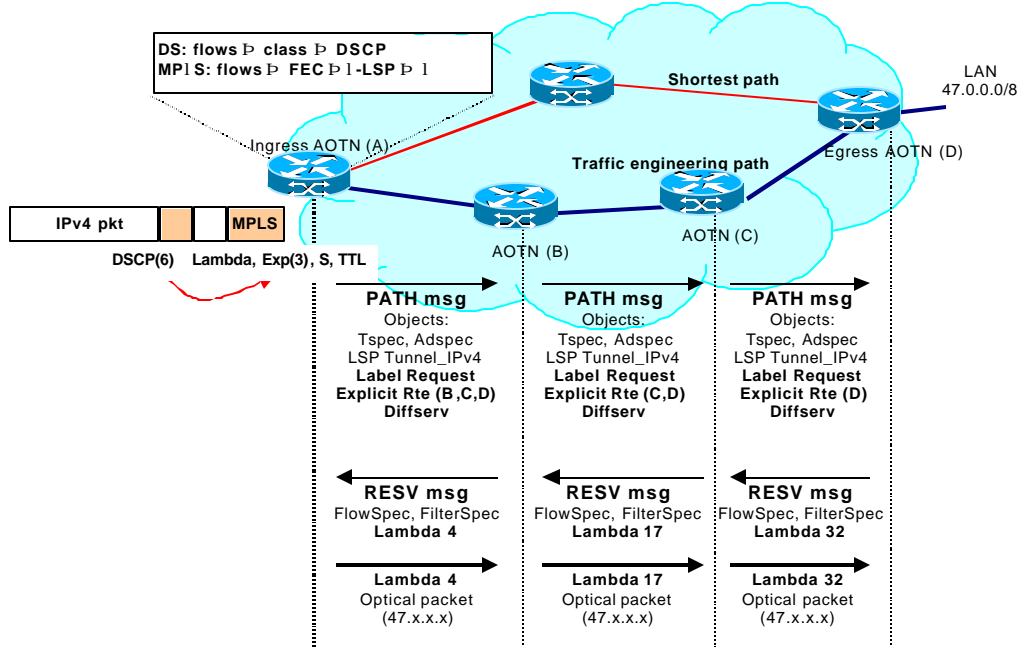 DS: flows Þ class Þ DSCP
MPlS: flows Þ FEC Þ l-LSP Þ l
Shortest path
LAN
47.0.0.0/8
Ingress AOTN (A)
Egress AOTN (D)
Traffic engineering path
IPv4 pkt
MPLS
AOTN (B)
AOTN (C)
DSCP(6) Lambda, Exp(3), S, TTL
PATH msg
Objects:
Tspec, Adspec
LSP Tunnel_IPv4
Label Request
Explicit Rte (B,C,D)
Diffserv
PATH msg
Objects:
Tspec, Adspec
LSP Tunnel_IPv4
Label Request
Explicit Rte (C,D)
Diffserv
PATH msg
Objects:
Tspec, Adspec
LSP Tunnel_IPv4
Label Request
Explicit Rte (D)
Diffserv
RESV msg
FlowSpec, FilterSpec
Lambda 4
RESV msg
FlowSpec, FilterSpec
Lambda 17
RESV msg
FlowSpec, FilterSpec
Lambda 32
Lambda 4
Optical packet
(47.x.x.x)
Lambda 17
Optical packet
(47.x.x.x)
Lambda 32
Optical packet
(47.x.x.x)